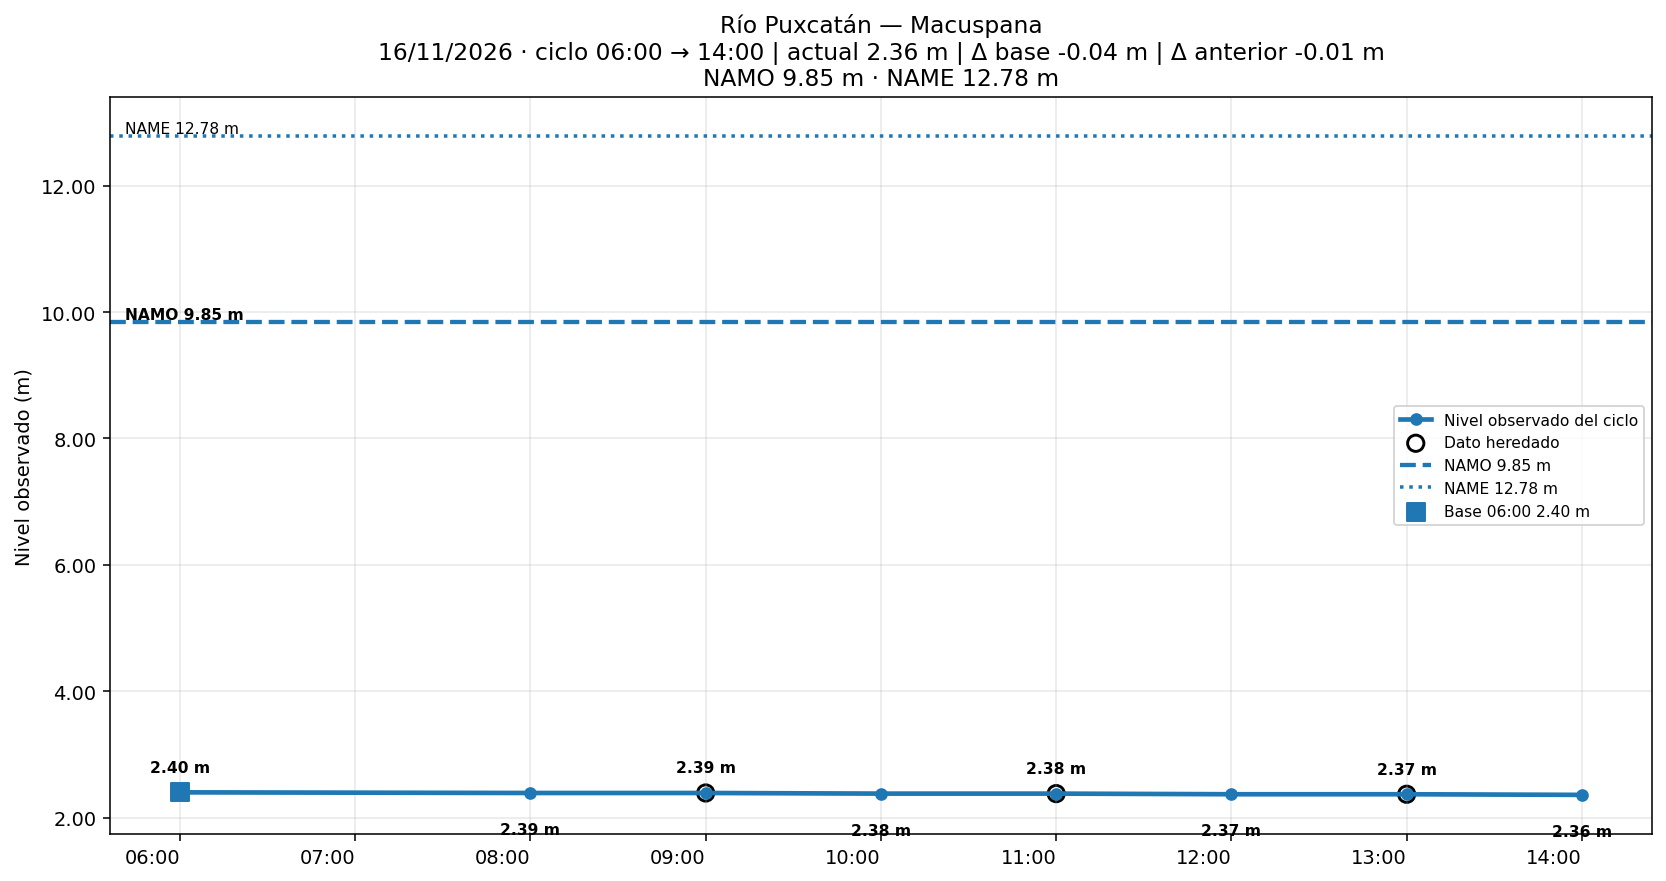 Río Puxcatán — Macuspana
16/11/2026 · ciclo 06:00 → 14:00 | actual 2.36 m | Δ base -0.04 m | Δ anterior -0.01 m
NAMO 9.85 m · NAME 12.78 m
NAME 12.78 m
12.00
NAMO 9.85 m
10.00
Nivel observado (m)
8.00
6.00
4.00
2.00
Nivel observado del ciclo
Dato heredado
NAMO 9.85 m
NAME 12.78 m
Base 06:00 2.40 m
2.40 m
2.39 m
2.38 m
2.37 m
2.39 m
2.38 m
2.37 m
2.36 m
06:00
07:00
08:00
09:00
10:00
11:00
12:00
13:00
14:00